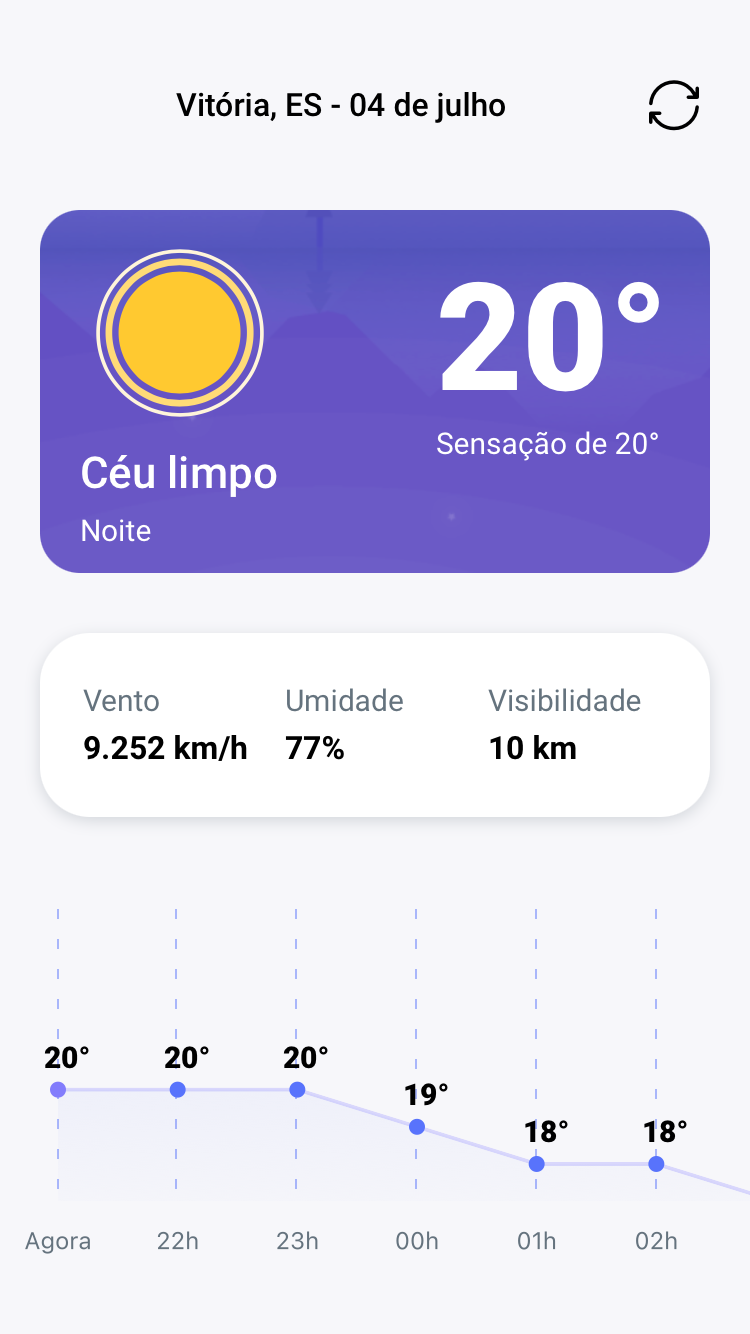 Vitória, ES - 04 de julho
20°
Sensação de 20°
Céu limpo
Noite
Vento Umidade Visibilidade
9.252 km/h 77% 10 km
20° 20° 20° 19° 18° 18°
Agora 22h 23h 00h 01h 02h